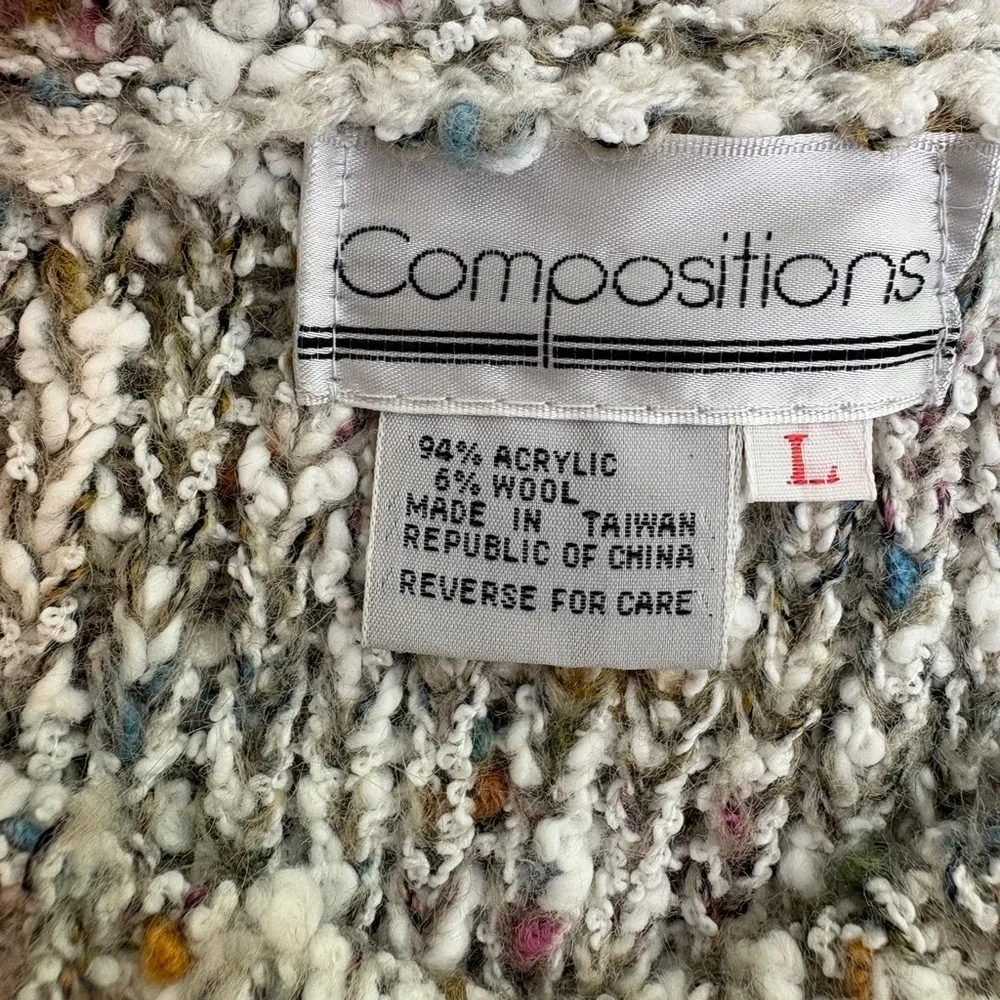 Compositions
94% ACRYLIC
6% WOOL
MADE IN TAIWAN
REPUBLIC OF CHINA
REVERSE FOR CARE
L